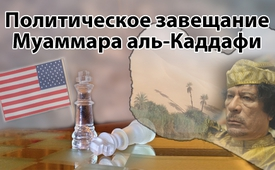 Политическое завещание
Муаммара аль-Каддафи